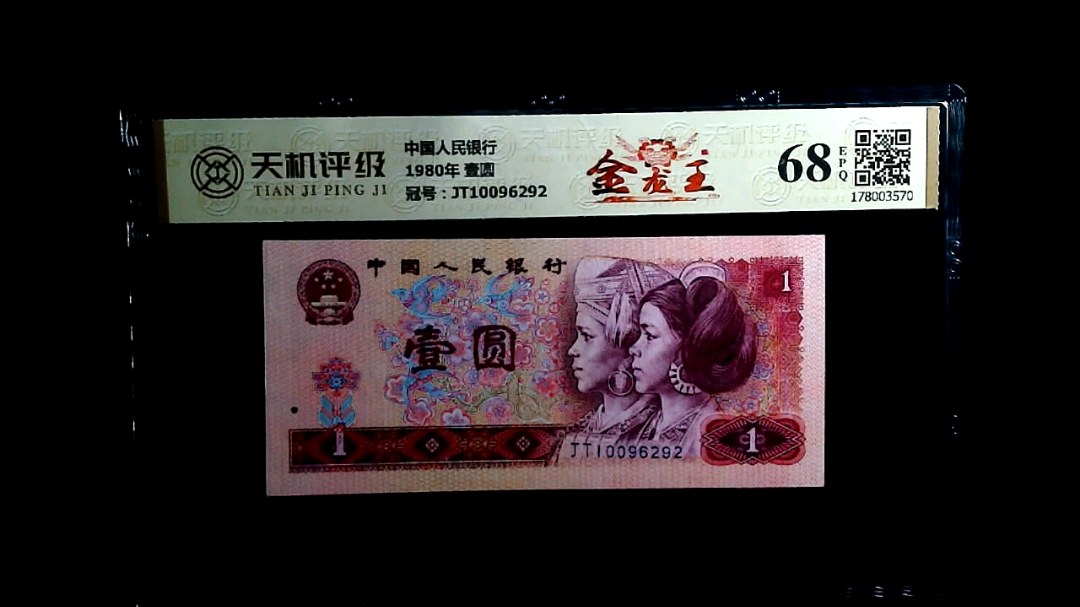 天机评级
TIAN JI PING JI
中国人民银行
1980年 壹圆
冠号：JT10096292
金龙王
68
EPQ
178003570
中国人民银行
1
壹圆
1
JT10096292
1